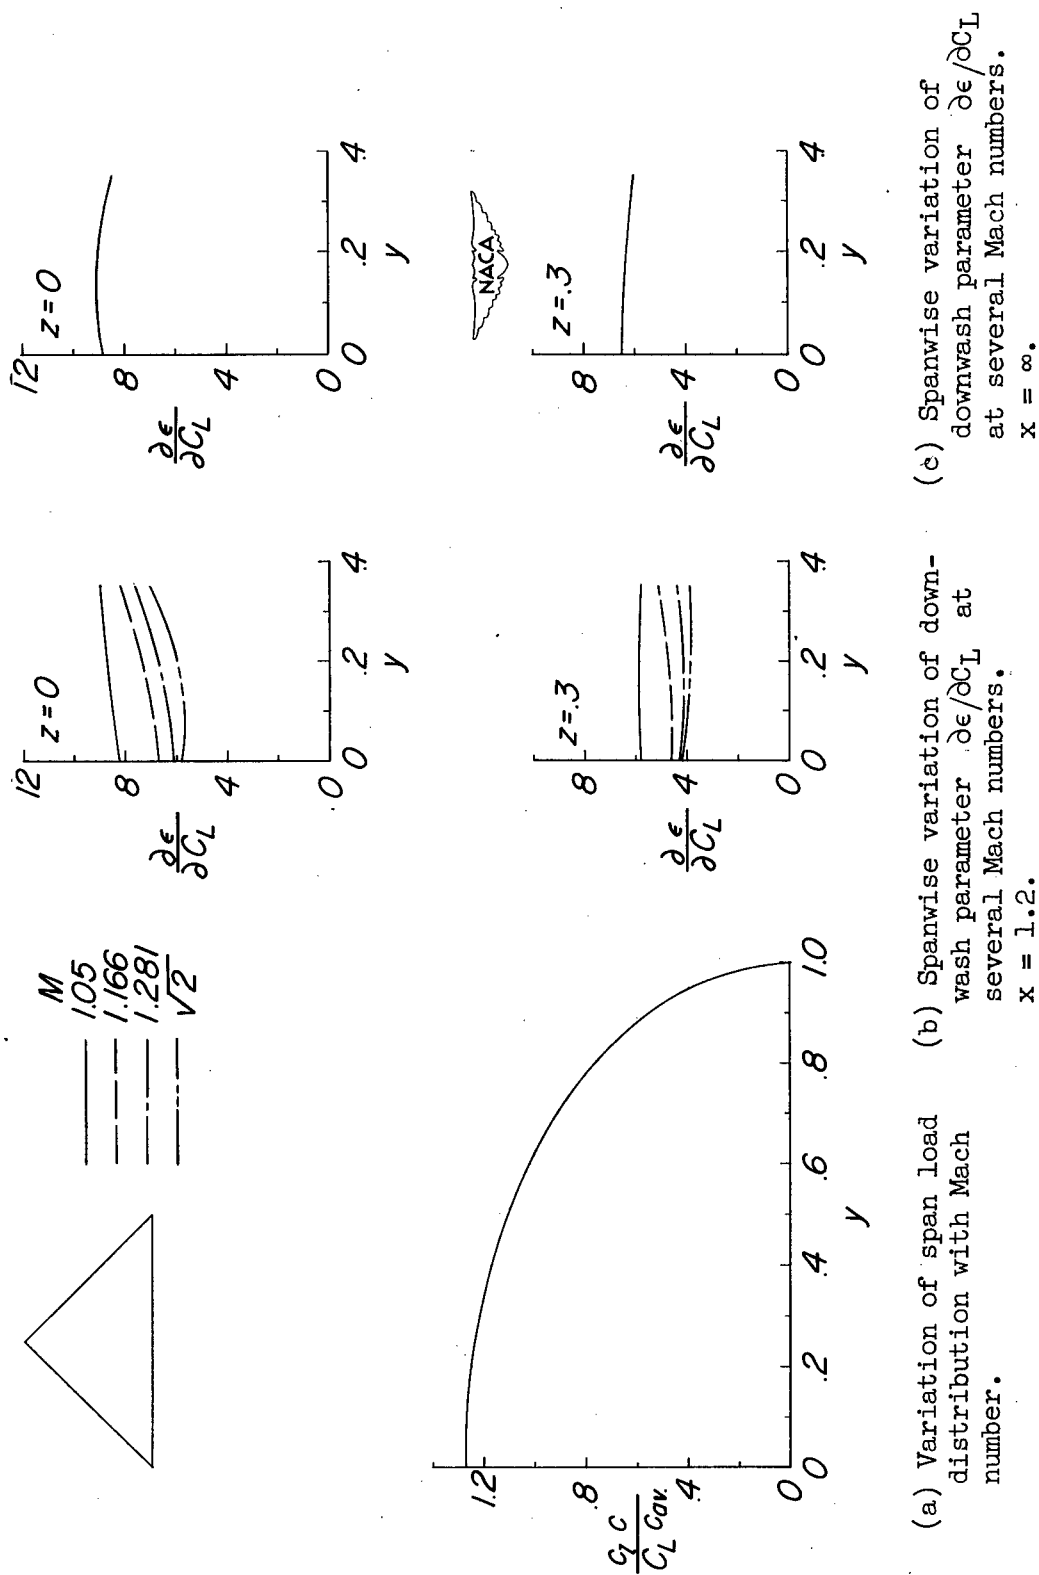 M
1.05
1.166
1.281
√2
c_l c / C_L c_av.
1.2
.8
.4
0
0 .2 .4 .6 .8 1.0
y
(a) Variation of span load
distribution with Mach
number.
z=0
∂ϵ/∂C_L
12
8
4
0
0 .2 .4
y
z=.3
∂ϵ/∂C_L
8
4
0
0 .2 .4
y
(b) Spanwise variation of down-
wash parameter ∂ϵ/∂C_L at
several Mach numbers.
x = 1.2.
z=0
∂ϵ/∂C_L
12
8
4
0
0 .2 .4
y
NACA
z=.3
∂ϵ/∂C_L
8
4
0
0 .2 .4
y
(c) Spanwise variation of
downwash parameter ∂ϵ/∂C_L
at several Mach numbers.
x = ∞.